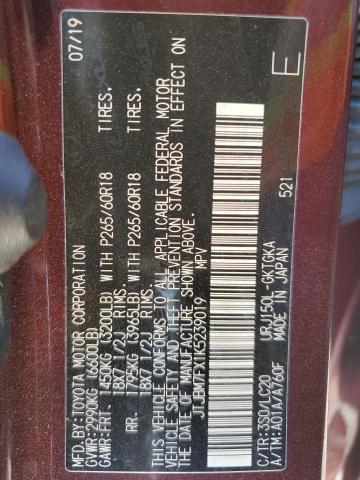 MFD.BY: TOYOTA MOTOR CORPORATION 07/19
GVWR:2990KG (6600LB)
GAWR:FRT. 1450KG (3200LB) WITH P265/60R18 TIRES.
18X7 1/2J RIMS.
RR. 1795KG (3965LB) WITH P265/60R18 TIRES.
18X7 1/2J RIMS.
THIS VEHICLE CONFORMS TO ALL APPLICABLE FEDERAL MOTOR
VEHICLE SAFETY AND THEFT PREVENTION STANDARDS IN EFFECT ON
THE DATE OF MANUFACTURE SHOWN ABOVE.
JTJBM7FX1K5239019 MPV
E
521
C/TR:3S0/LC20 URJ150L-GKTGKA
A/TM:A01A/A760F MADE IN JAPAN